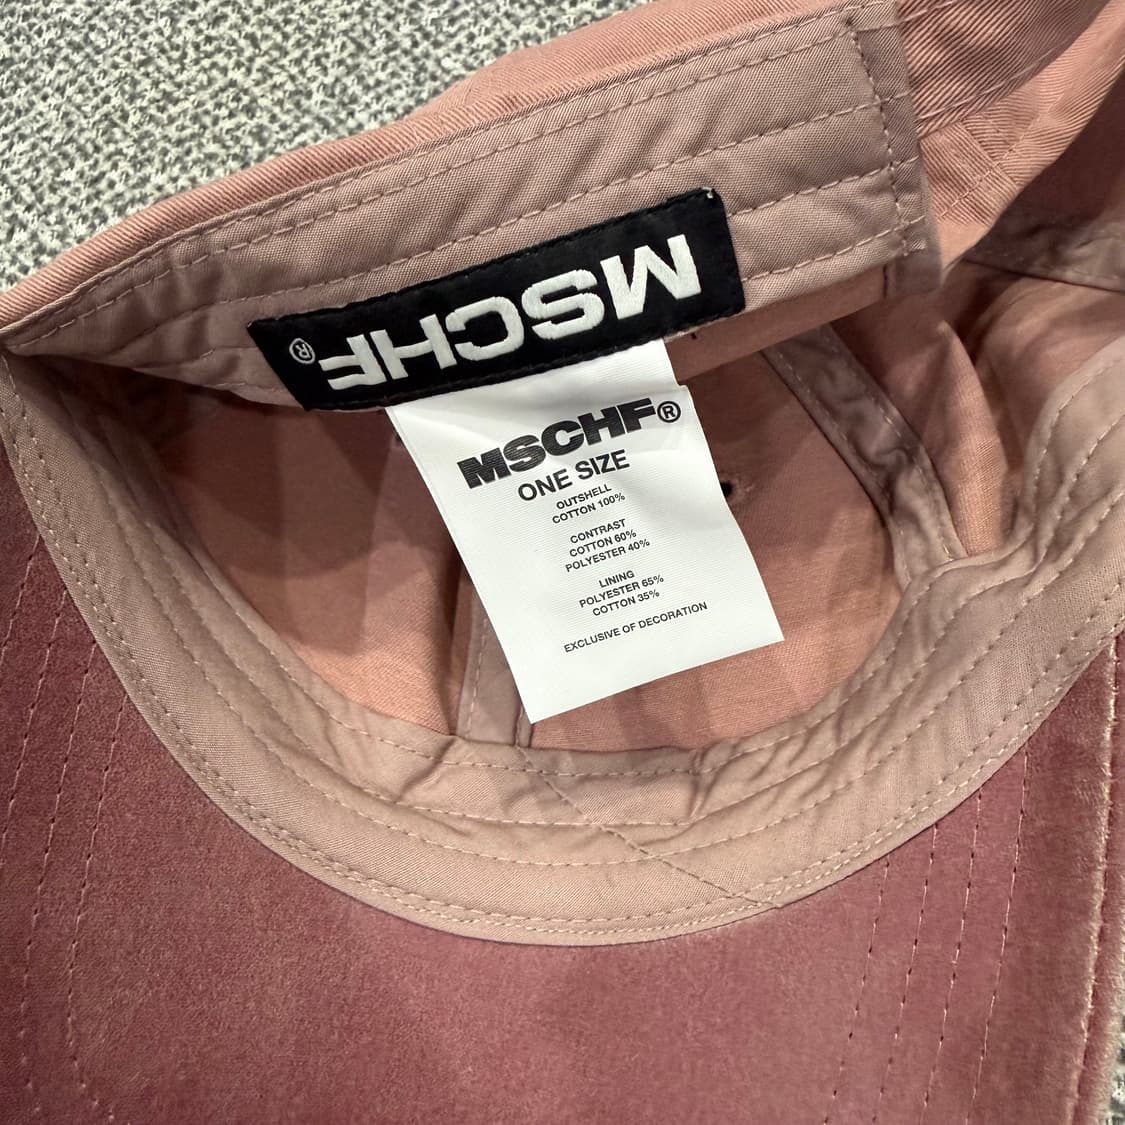 MSCHF®
MSCHF®
ONE SIZE
OUTSHELL
COTTON 100%
CONTRAST
COTTON 60%
POLYESTER 40%
LINING
POLYESTER 65%
COTTON 35%
EXCLUSIVE OF DECORATION